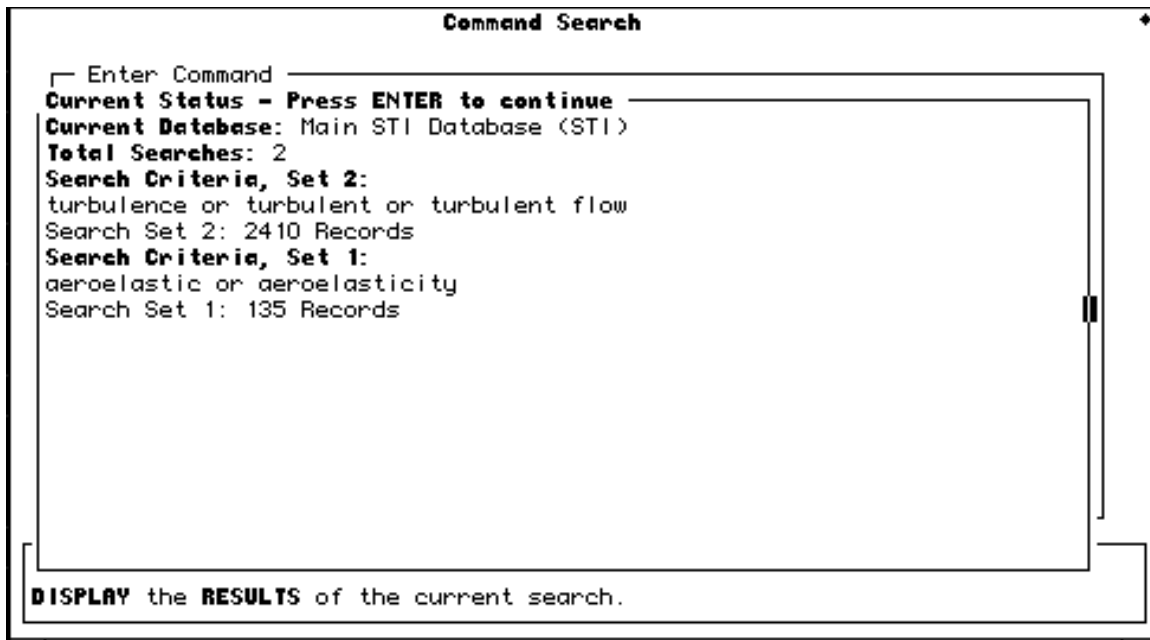 Command Search
Enter Command
Current Status - Press ENTER to continue
Current Database: Main STI Database (STI)
Total Searches: 2
Search Criteria, Set 2:
turbulence or turbulent or turbulent flow
Search Set 2: 2410 Records
Search Criteria, Set 1:
aeroelastic or aeroelasticity
Search Set 1: 135 Records
DISPLAY the RESULTS of the current search.